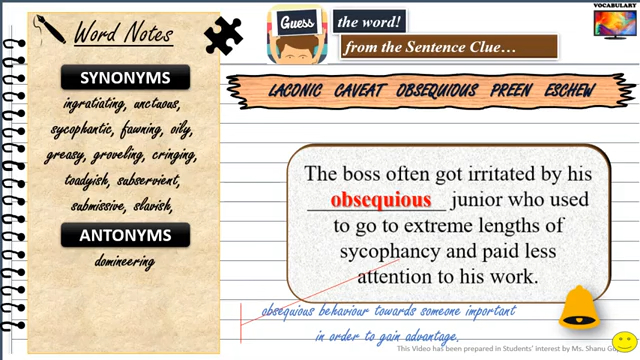 VOCABULARY
Word Notes
SYNONYMS
ingratiating, unctuous,
sycophantic, fawning, oily,
greasy, groveling, cringing,
toadyish, subservient,
submissive, slavish,
ANTONYMS
domineering
Guess
the word!
from the Sentence Clue…
LACONIC CAVEAT OBSEQUIOUS PREEN ESCHEW
The boss often got irritated by his
obsequious junior who used
to go to extreme lengths of
sycophancy and paid less
attention to his work.
obsequious behaviour towards someone important
in order to gain advantage.
This Video has been prepared in Students' interest by Ms. Shanu